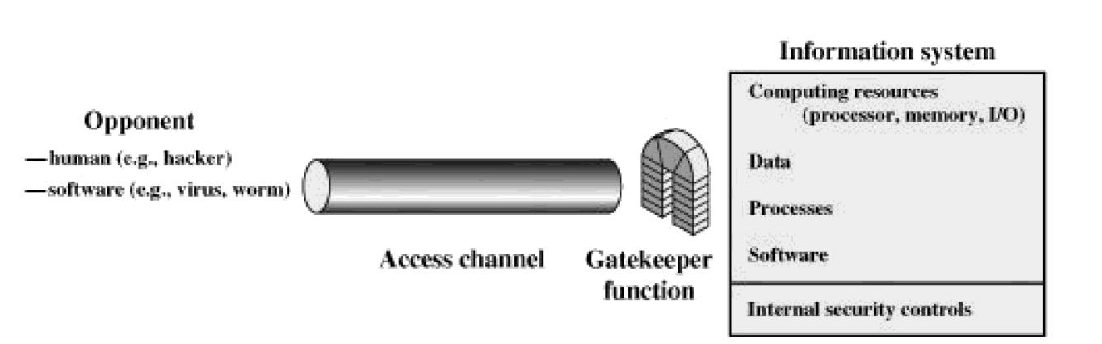 Information system
Computing resources
(processor, memory, I/O)
Data
Processes
Software
Internal security controls
Opponent
—human (e.g., hacker)
—software (e.g., virus, worm)
Access channel
Gatekeeper
function